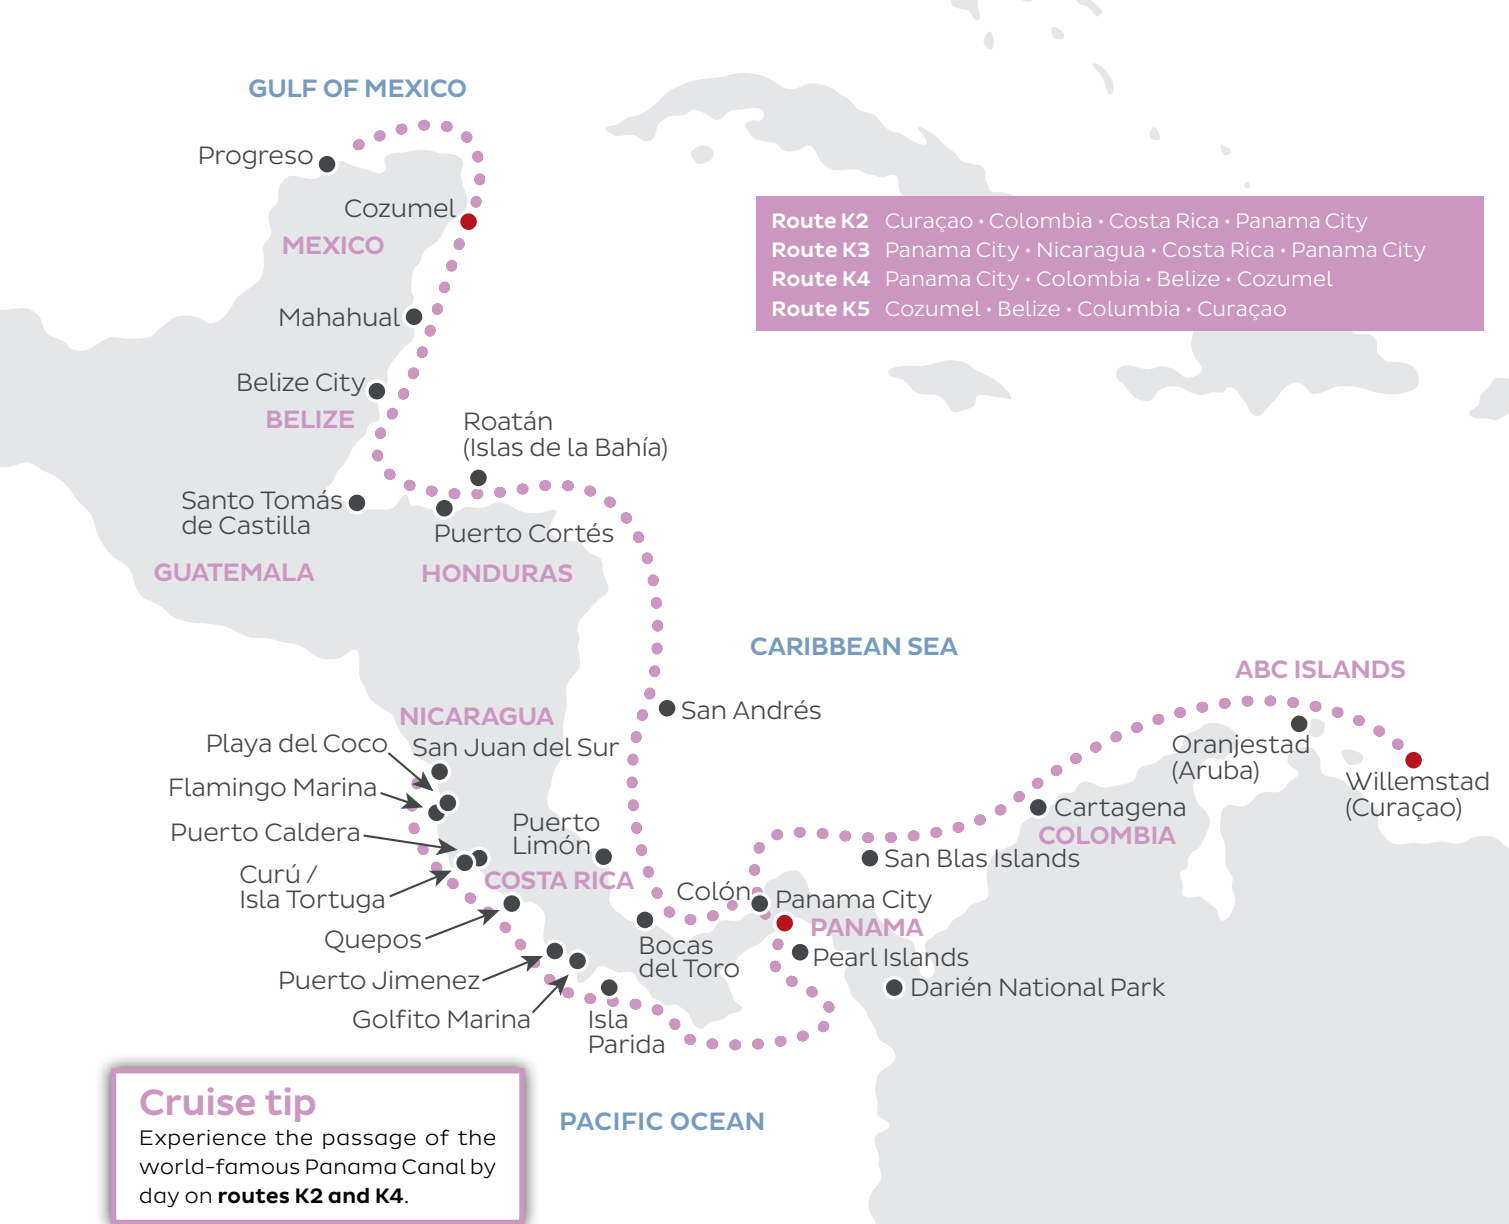 GULF OF MEXICO
Progreso
Cozumel
MEXICO
Route K2 Curaçao • Colombia • Costa Rica • Panama City
Route K3 Panama City • Nicaragua • Costa Rica • Panama City
Route K4 Panama City • Colombia • Belize • Cozumel
Route K5 Cozumel • Belize • Columbia • Curaçao
Mahahual
Belize City
BELIZE
Roatán
(Islas de la Bahía)
Santo Tomás
de Castilla
Puerto Cortés
GUATEMALA
HONDURAS
CARIBBEAN SEA
ABC ISLANDS
NICARAGUA
San Andrés
Playa del Coco
San Juan del Sur
Oranjestad
(Aruba)
Willemstad
(Curaçao)
Flamingo Marina
Cartagena
COLOMBIA
Puerto Caldera
Puerto
Limón
San Blas Islands
Curú /
Isla Tortuga
COSTA RICA
Colón
Panama City
PANAMA
Quepos
Bocas
del Toro
Pearl Islands
Puerto Jimenez
Darién National Park
Golfito Marina
Isla
Parida
Cruise tip
Experience the passage of the
world-famous Panama Canal by
day on routes K2 and K4.
PACIFIC OCEAN